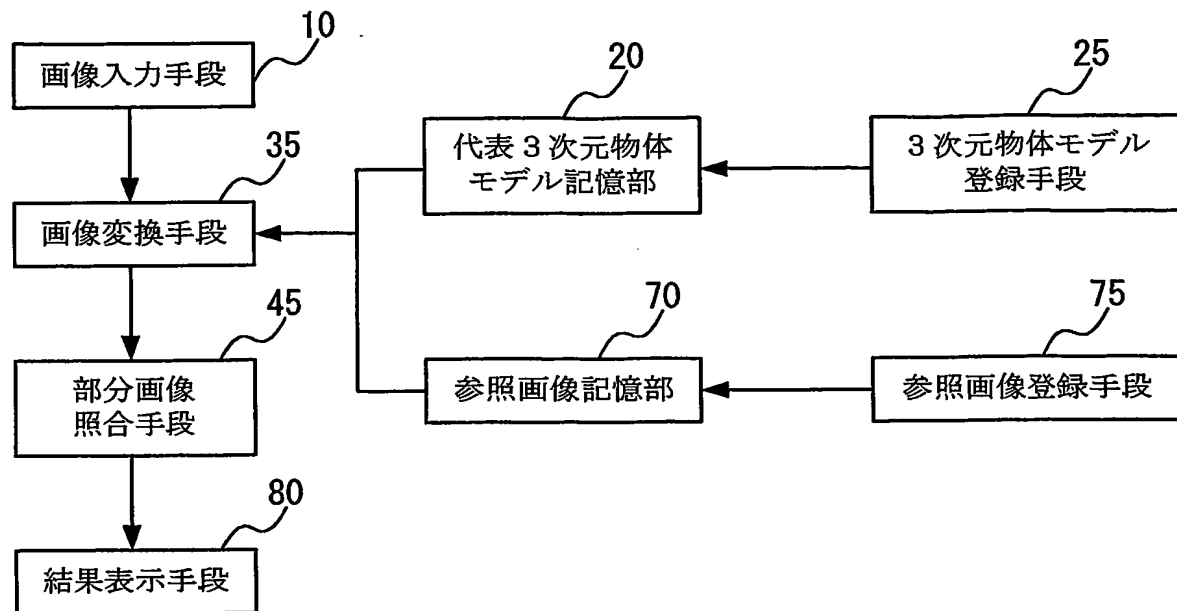 10
画像入力手段
20
代表３次元物体
モデル記憶部
25
３次元物体モデル
登録手段
35
画像変換手段
45
部分画像
照合手段
70
参照画像記憶部
75
参照画像登録手段
80
結果表示手段